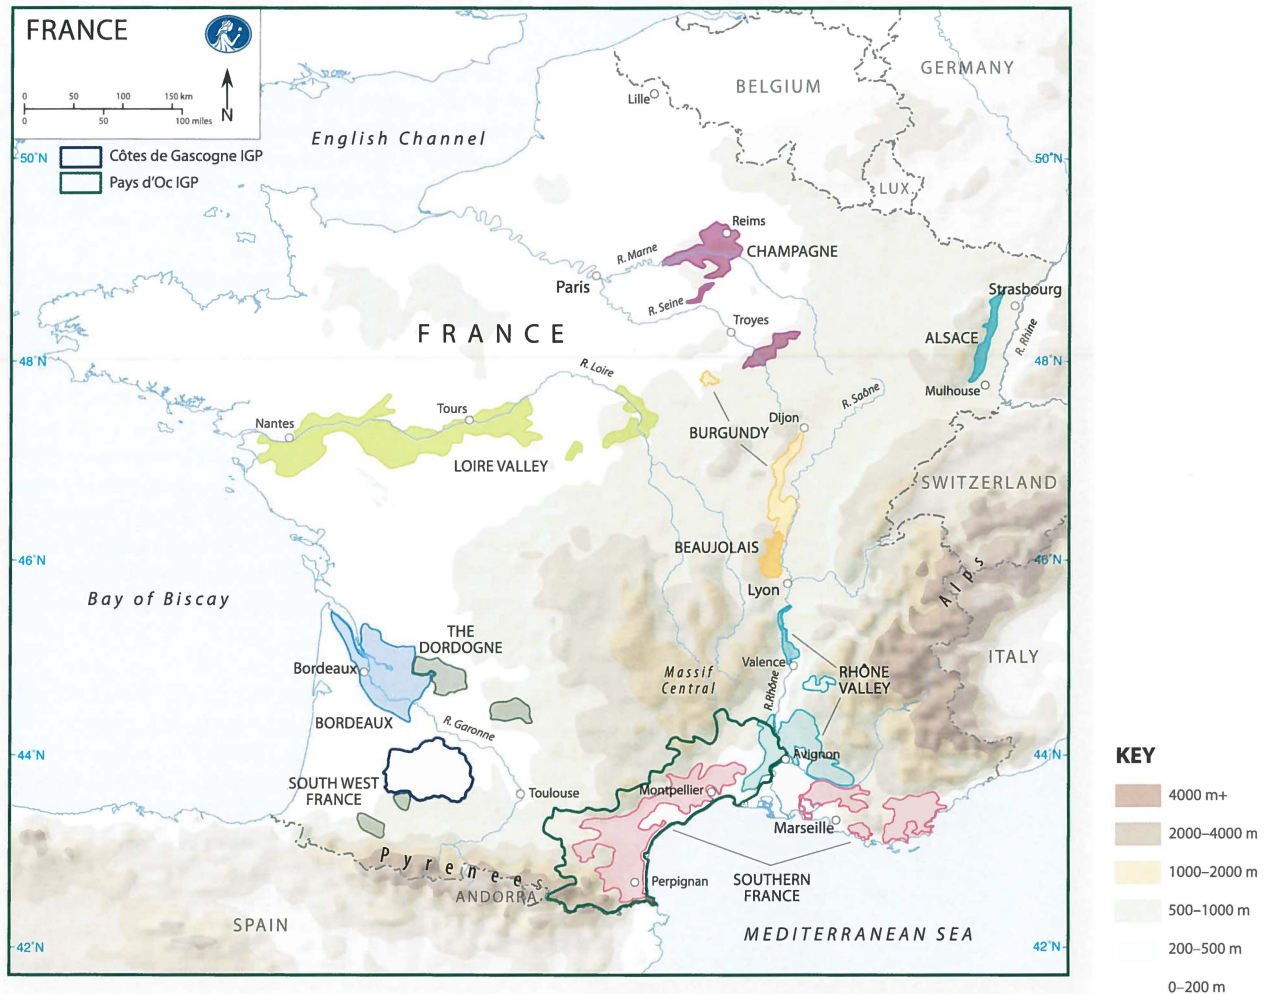 FRANCE
0 50 100 150 km
0 50 100 miles
N
Côtes de Gascogne IGP
Pays d'Oc IGP
English Channel
Lille
BELGIUM
GERMANY
LUX.
50°N
50°N
Reims
CHAMPAGNE
R. Marne
Paris
R. Seine
Troyes
FRANCE
Strasbourg
ALSACE
R. Rhine
Mulhouse
48°N
48°N
R. Loire
R. Saône
Nantes
Tours
LOIRE VALLEY
Dijon
BURGUNDY
SWITZERLAND
BEAUJOLAIS
Lyon
46°N
46°N
Alps
Bay of Biscay
THE
DORDOGNE
Bordeaux
BORDEAUX
R. Garonne
Massif
Central
Valence
R.Rhône
RHÔNE
VALLEY
ITALY
44°N
44°N
Avignon
SOUTH WEST
FRANCE
Toulouse
Montpellier
Marseille
Pyrenees
ANDORRA
Perpignan
SOUTHERN
FRANCE
SPAIN
MEDITERRANEAN SEA
42°N
42°N
KEY
4000 m+
2000–4000 m
1000–2000 m
500–1000 m
200–500 m
0–200 m